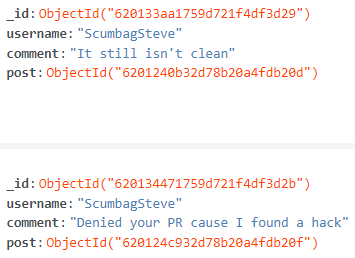 _id: ObjectId("620133aa1759d721f4df3d29")
username: "ScumbagSteve"
comment: "It still isn't clean"
post: ObjectId("6201240b32d78b20a4fdb20d")
_id: ObjectId("620134471759d721f4df3d2b")
username: "ScumbagSteve"
comment: "Denied your PR cause I found a hack"
post: ObjectId("620124c932d78b20a4fdb20f")